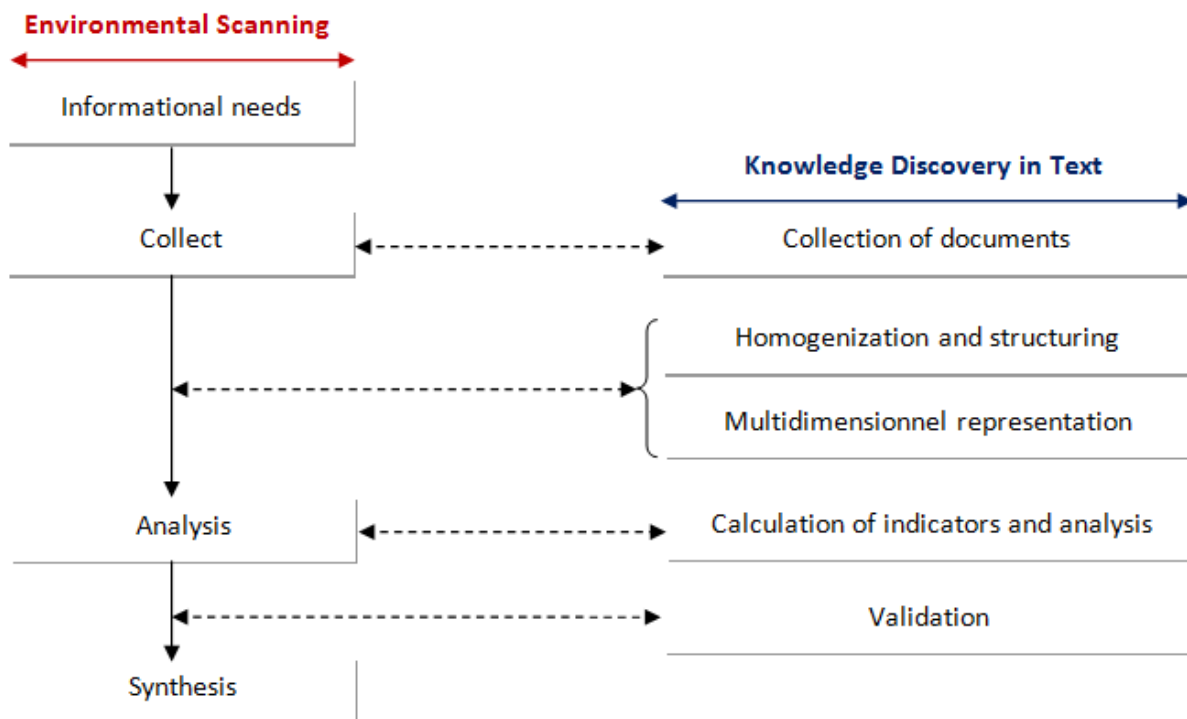 Environmental Scanning
Informational needs
Knowledge Discovery in Text
Collect
Collection of documents
Homogenization and structuring
Multidimensionnel representation
Analysis
Calculation of indicators and analysis
Validation
Synthesis